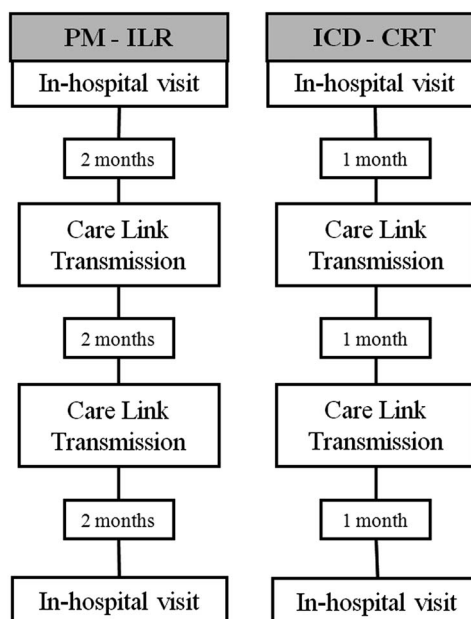 PM - ILR
In-hospital visit
2 months
Care Link
Transmission
2 months
Care Link
Transmission
2 months
In-hospital visit
ICD - CRT
In-hospital visit
1 month
Care Link
Transmission
1 month
Care Link
Transmission
1 month
In-hospital visit